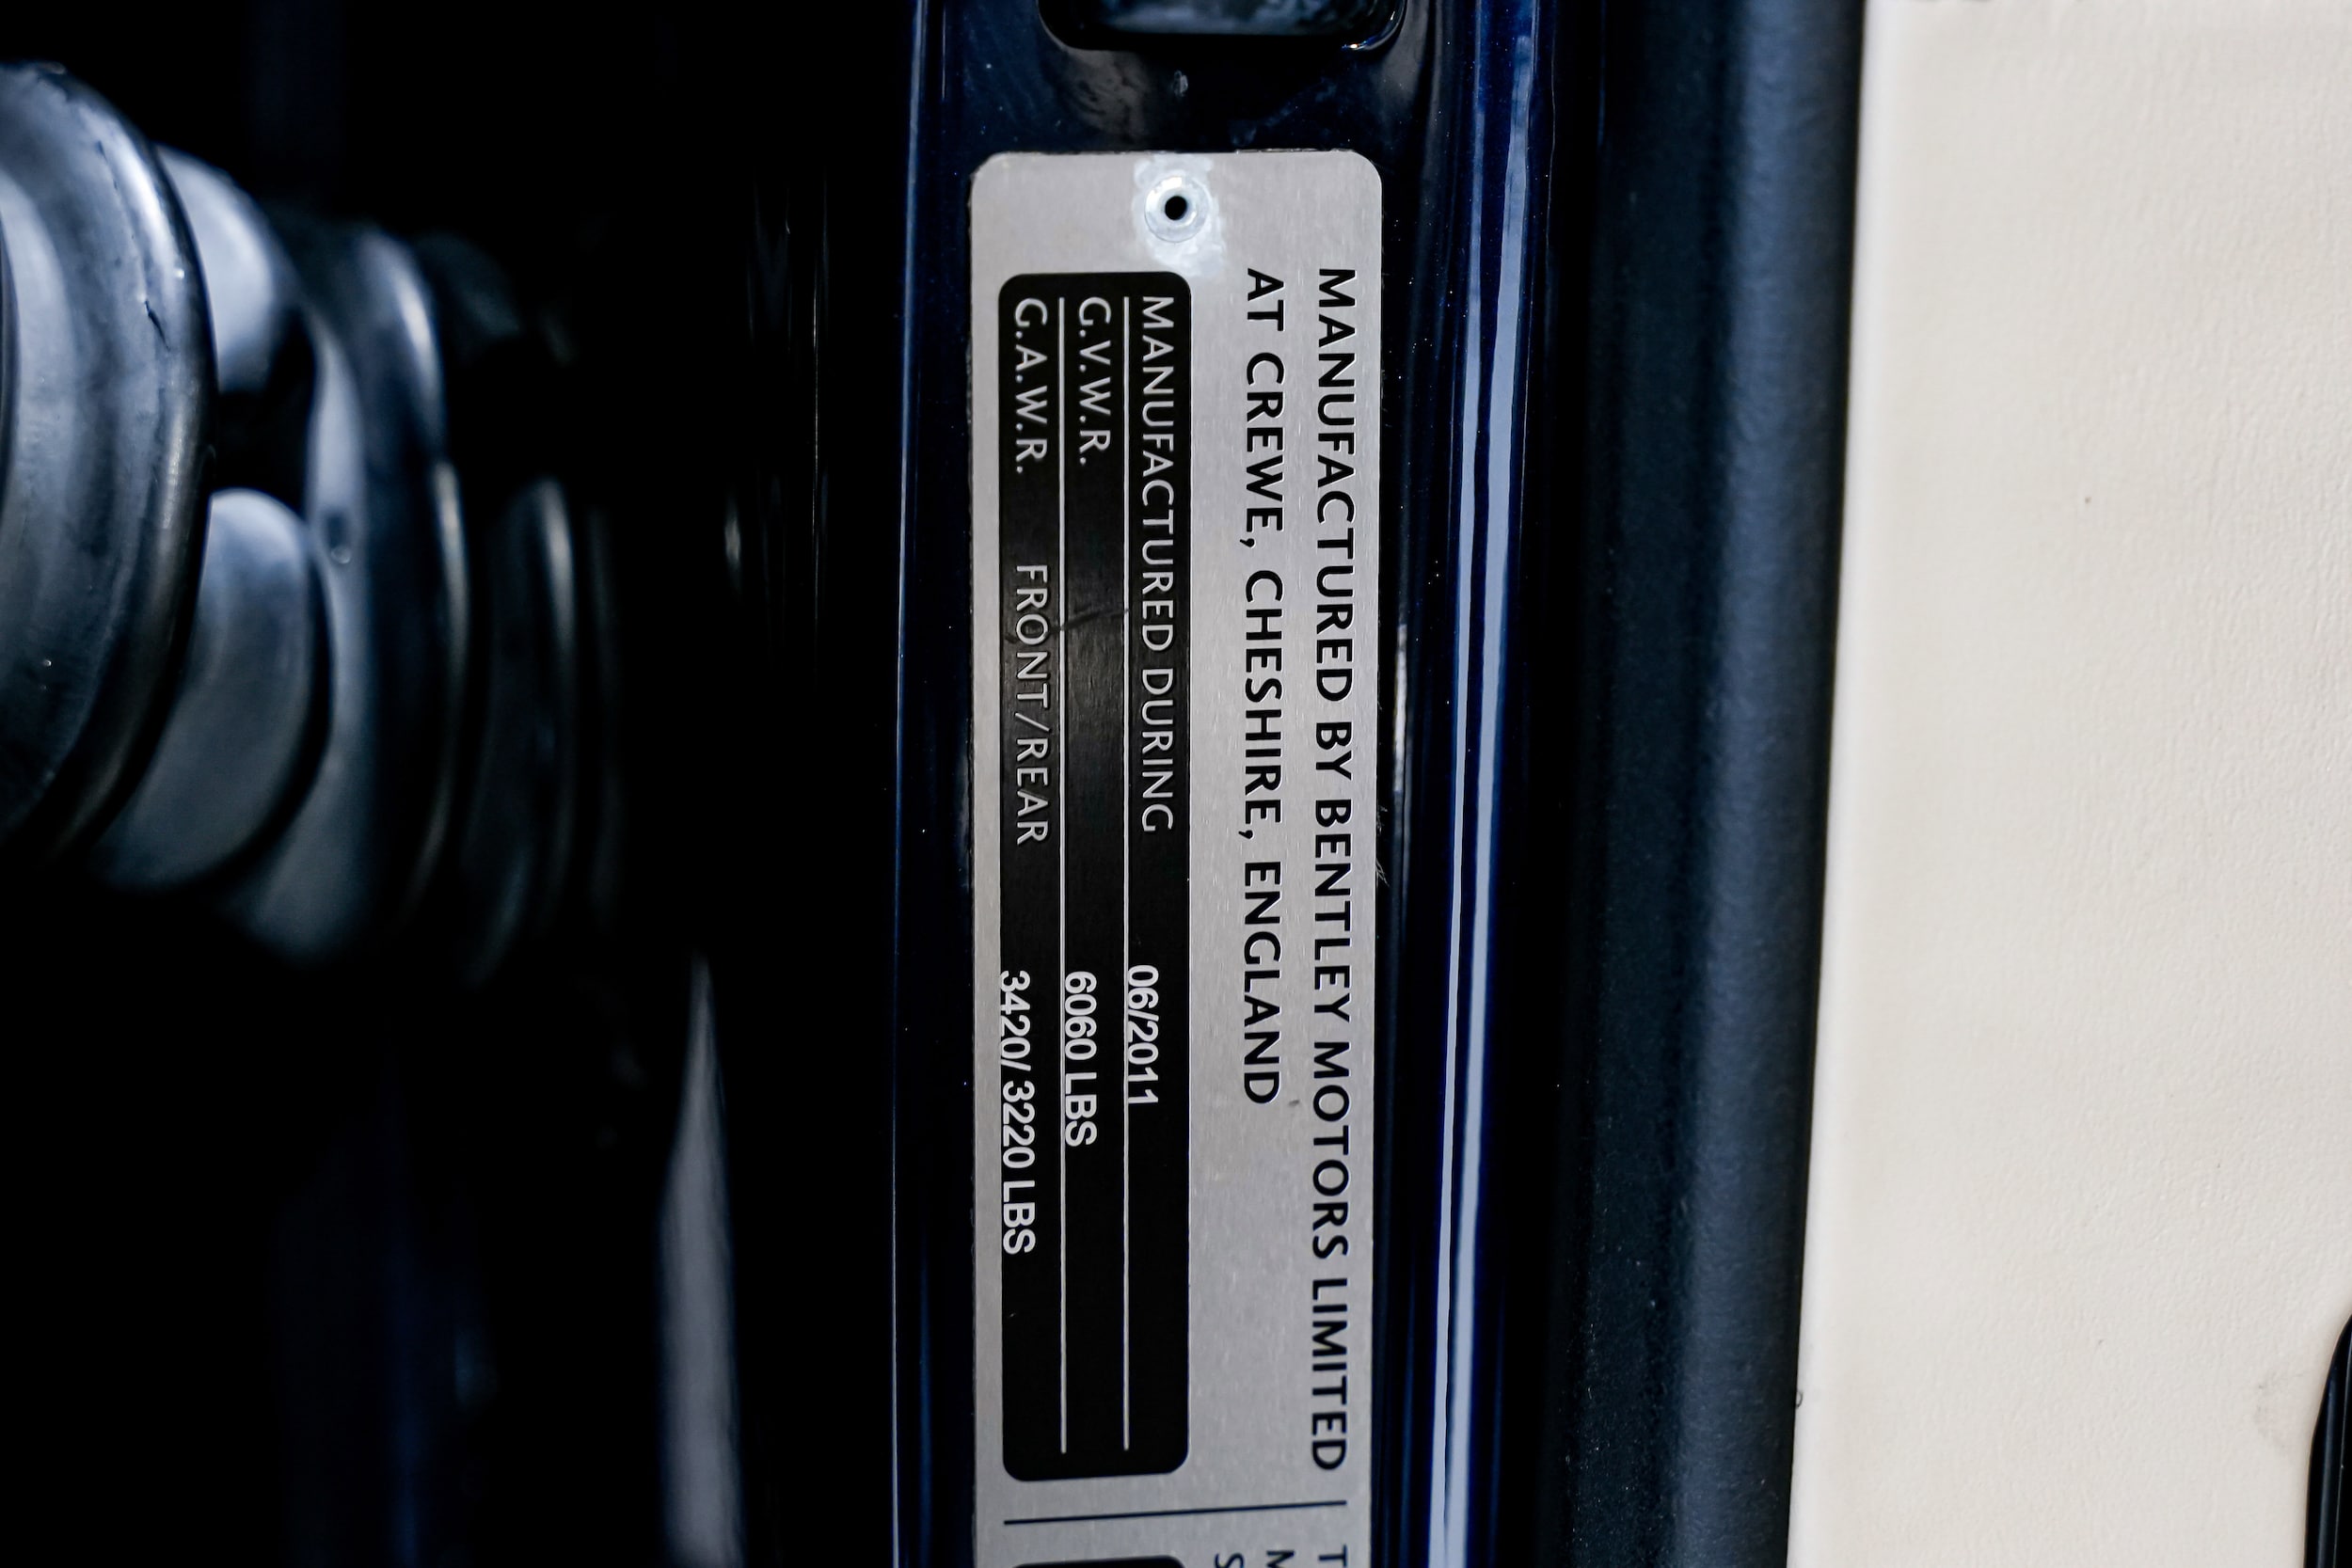 MANUFACTURED BY BENTLEY MOTORS LIMITED
AT CREWE, CHESHIRE, ENGLAND
MANUFACTURED DURING 06/2011
G.V.W.R. 6060 LBS
G.A.W.R. FRONT/REAR 3420/ 3220 LBS